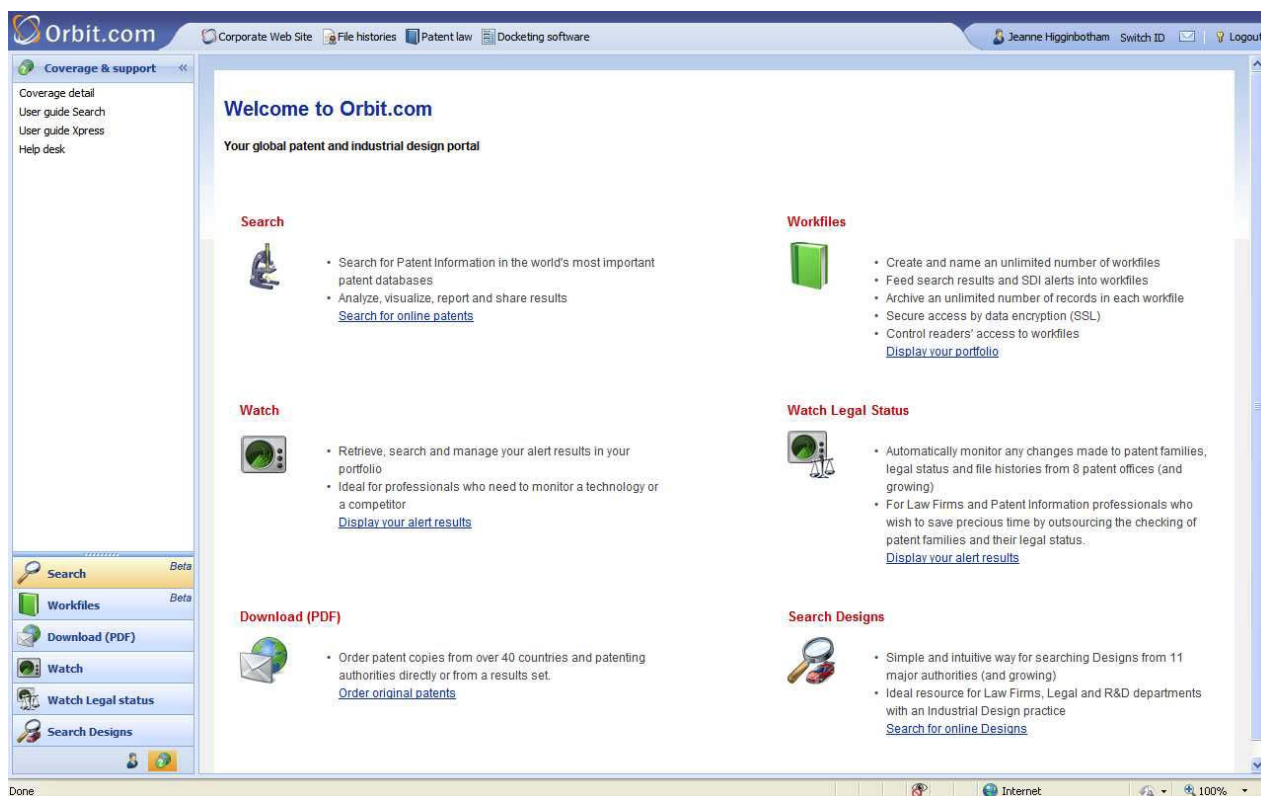 Orbit.com
Corporate Web Site File histories Patent law Docketing software
Jeanne Higginbotham Switch ID Logout
Coverage & support «
Coverage detail
User guide Search
User guide Xpress
Help desk
Welcome to Orbit.com
Your global patent and industrial design portal
Search
• Search for Patent Information in the world's most important
patent databases
• Analyze, visualize, report and share results
Search for online patents
Workfiles
• Create and name an unlimited number of workfiles
• Feed search results and SDI alerts into workfiles
• Archive an unlimited number of records in each workfile
• Secure access by data encryption (SSL)
• Control readers' access to workfiles
Display your portfolio
Watch
• Retrieve, search and manage your alert results in your
portfolio
• Ideal for professionals who need to monitor a technology or
a competitor
Display your alert results
Watch Legal Status
• Automatically monitor any changes made to patent families,
legal status and file histories from 8 patent offices (and
growing)
• For Law Firms and Patent Information professionals who
wish to save precious time by outsourcing the checking of
patent families and their legal status.
Display your alert results
Download (PDF)
• Order patent copies from over 40 countries and patenting
authorities directly or from a results set.
Order original patents
Search Designs
• Simple and intuitive way for searching Designs from 11
major authorities (and growing)
• Ideal resource for Law Firms, Legal and R&D departments
with an Industrial Design practice
Search for online Designs
Search Beta
Workfiles Beta
Download (PDF)
Watch
Watch Legal status
Search Designs
Done Internet 100%